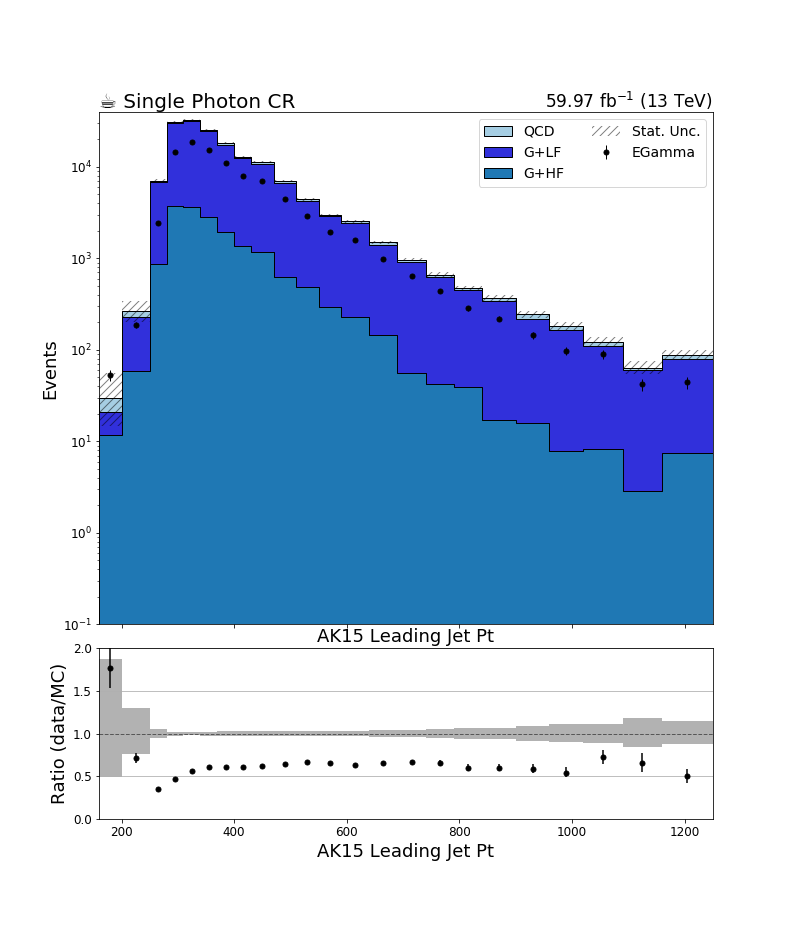 ☕ Single Photon CR
59.97 fb⁻¹ (13 TeV)
QCD
G+LF
G+HF
Stat. Unc.
EGamma
Events
10⁴
10³
10²
10¹
10⁰
10⁻¹
AK15 Leading Jet Pt
Ratio (data/MC)
2.0
1.5
1.0
0.5
0.0
200 400 600 800 1000 1200
AK15 Leading Jet Pt